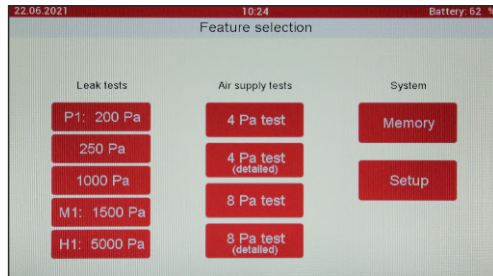 22.06.2021 10:24 Battery: 62 %
Feature selection
Leak tests
P1: 200 Pa
250 Pa
1000 Pa
M1: 1500 Pa
H1: 5000 Pa
Air supply tests
4 Pa test
4 Pa test
(detailed)
8 Pa test
8 Pa test
(detailed)
System
Memory
Setup